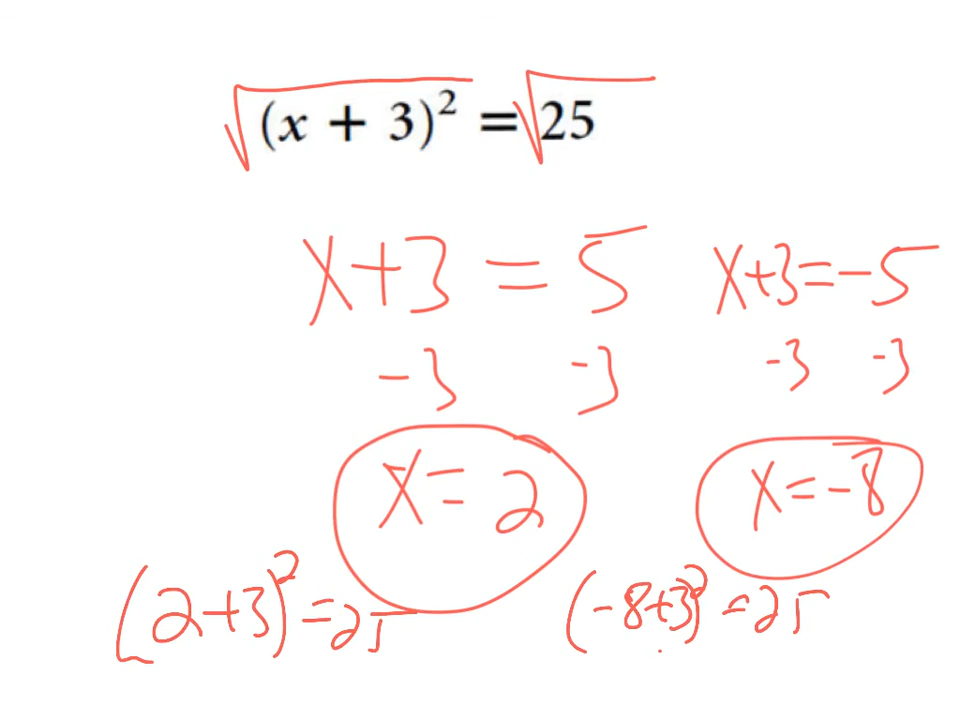 √(x + 3)² = √25
x+3 = 5 x+3=-5
-3 -3 -3 -3
x = 2 x=-8
(2+3)² = 25 (-8+3)² = 25